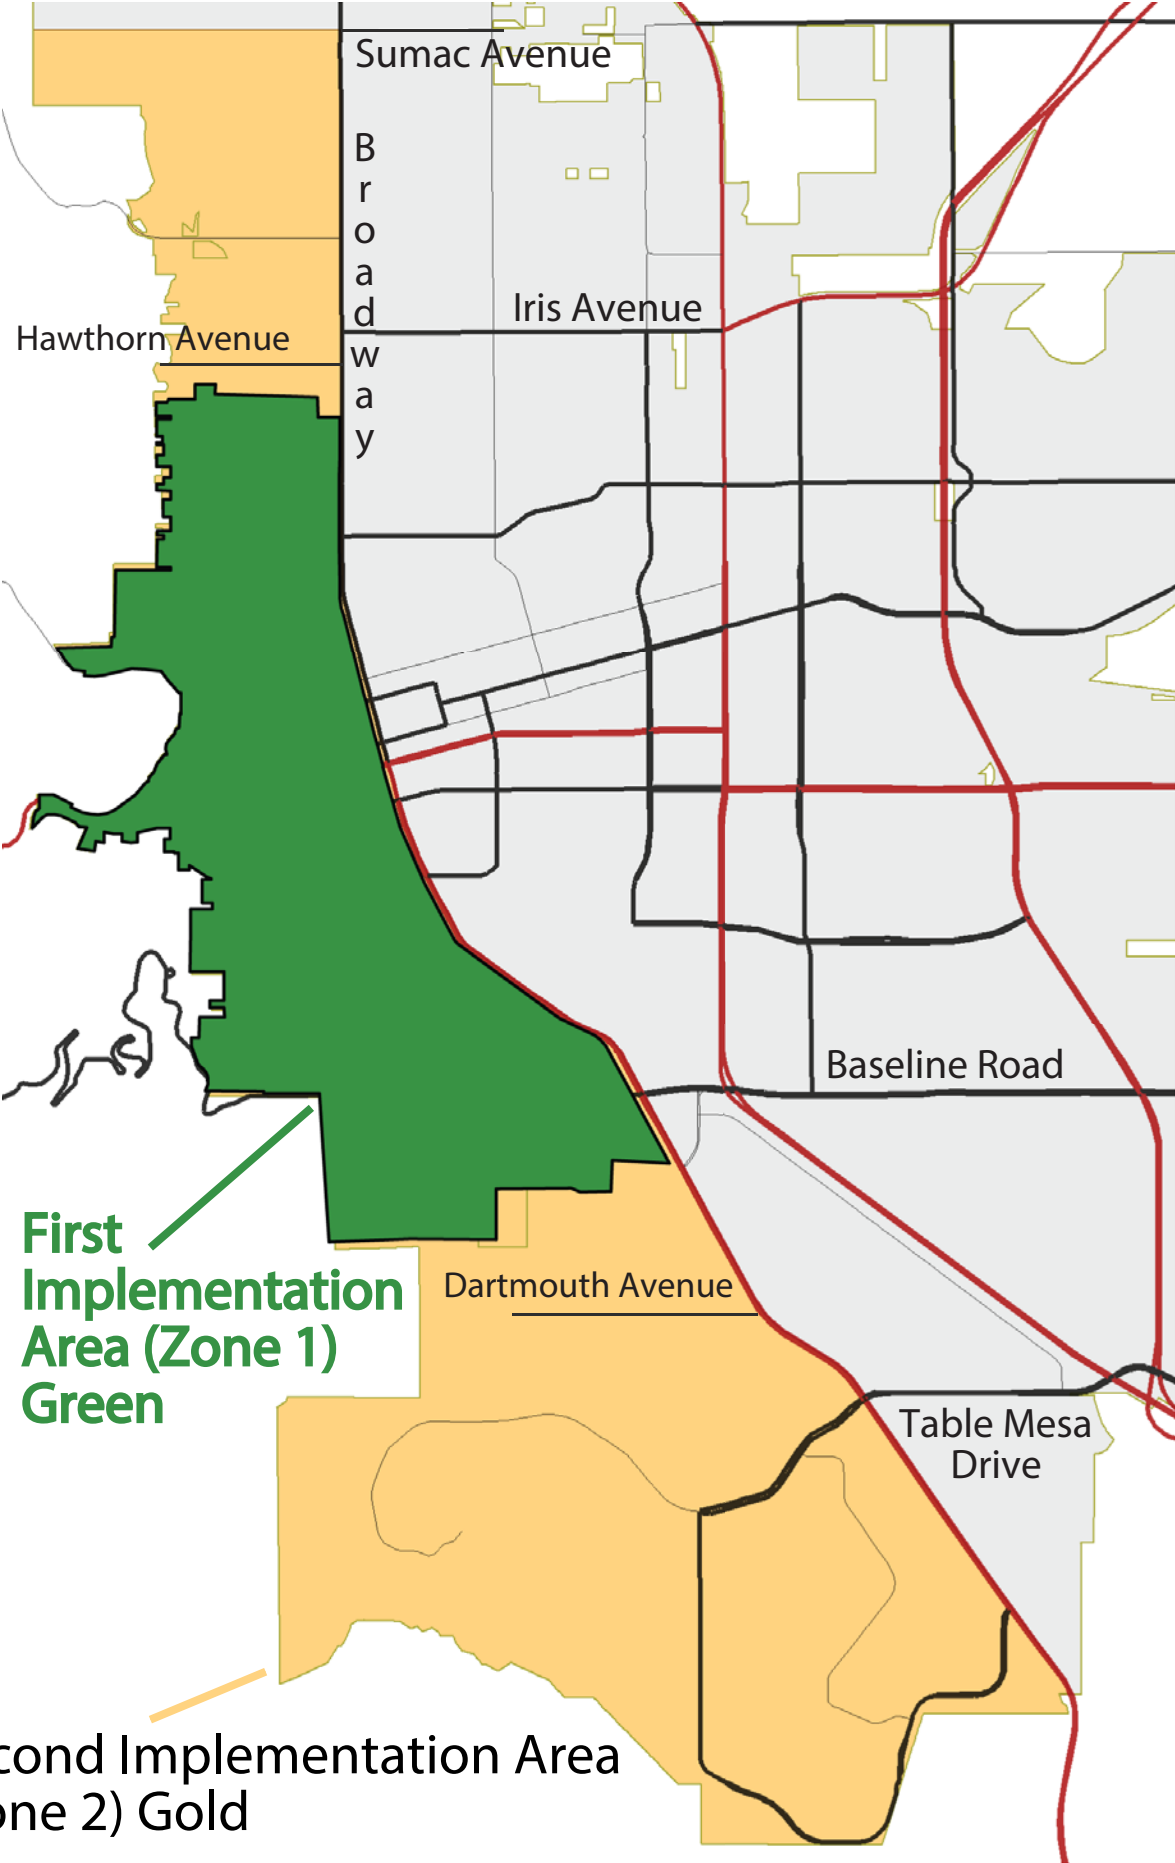 Sumac Avenue
Broadway
Iris Avenue
Hawthorn Avenue
Baseline Road
First
Implementation
Area (Zone 1)
Green
Dartmouth Avenue
Table Mesa
Drive
cond Implementation Area
one 2) Gold